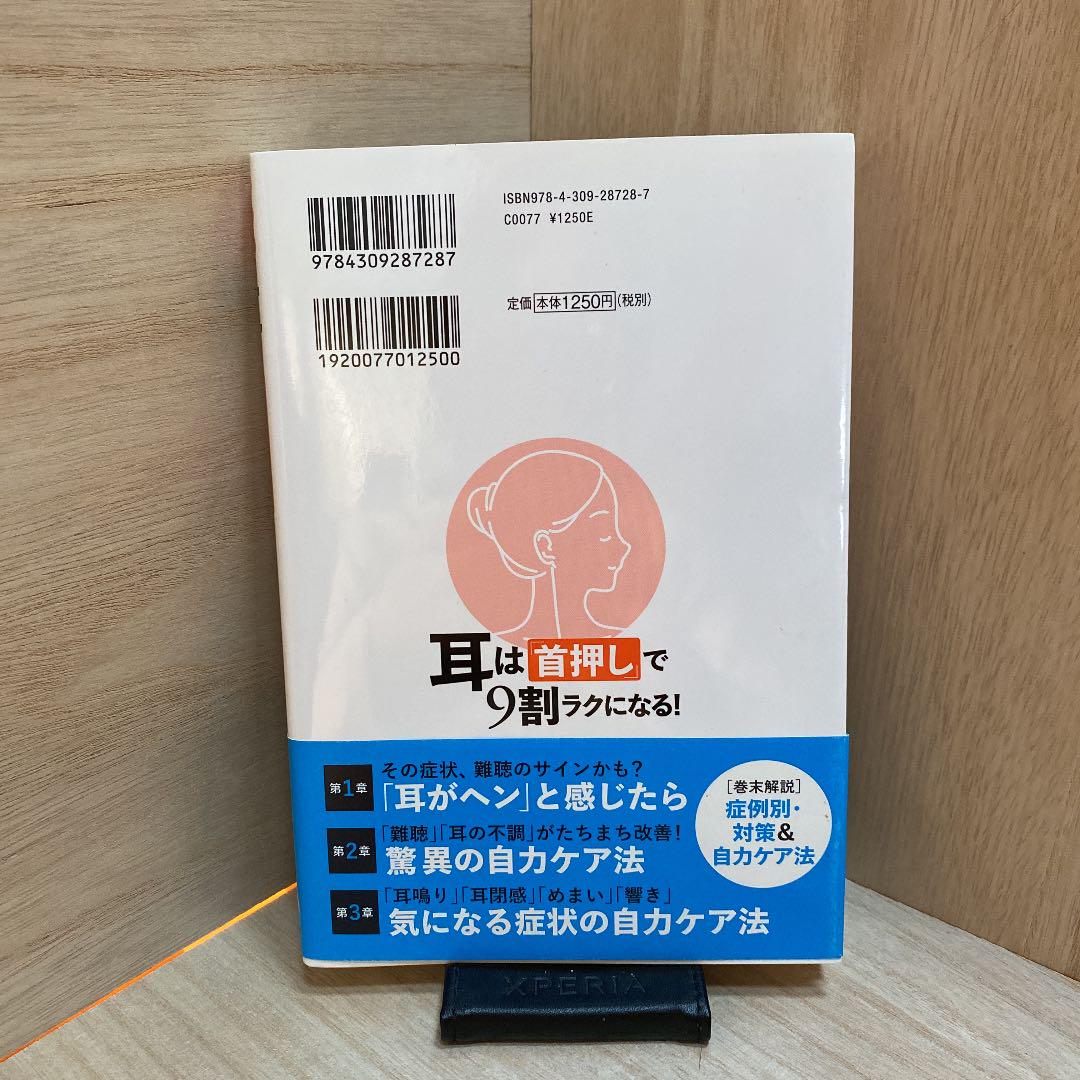 ISBN978-4-309-28728-7
C0077 ¥1250E
9784309287287
定価本体1250円(税別)
1920077012500
耳は『首押し』で
9割ラクになる!
第1章
その症状、難聴のサインかも?
「耳がヘン」と感じたら
第2章
「難聴」「耳の不調」がたちまち改善!
驚異の自力ケア法
第3章
「耳鳴り」「耳閉感」「めまい」「響き」
気になる症状の自力ケア法
[巻末解説]
症例別・
対策&
自力ケア法
XPERIA